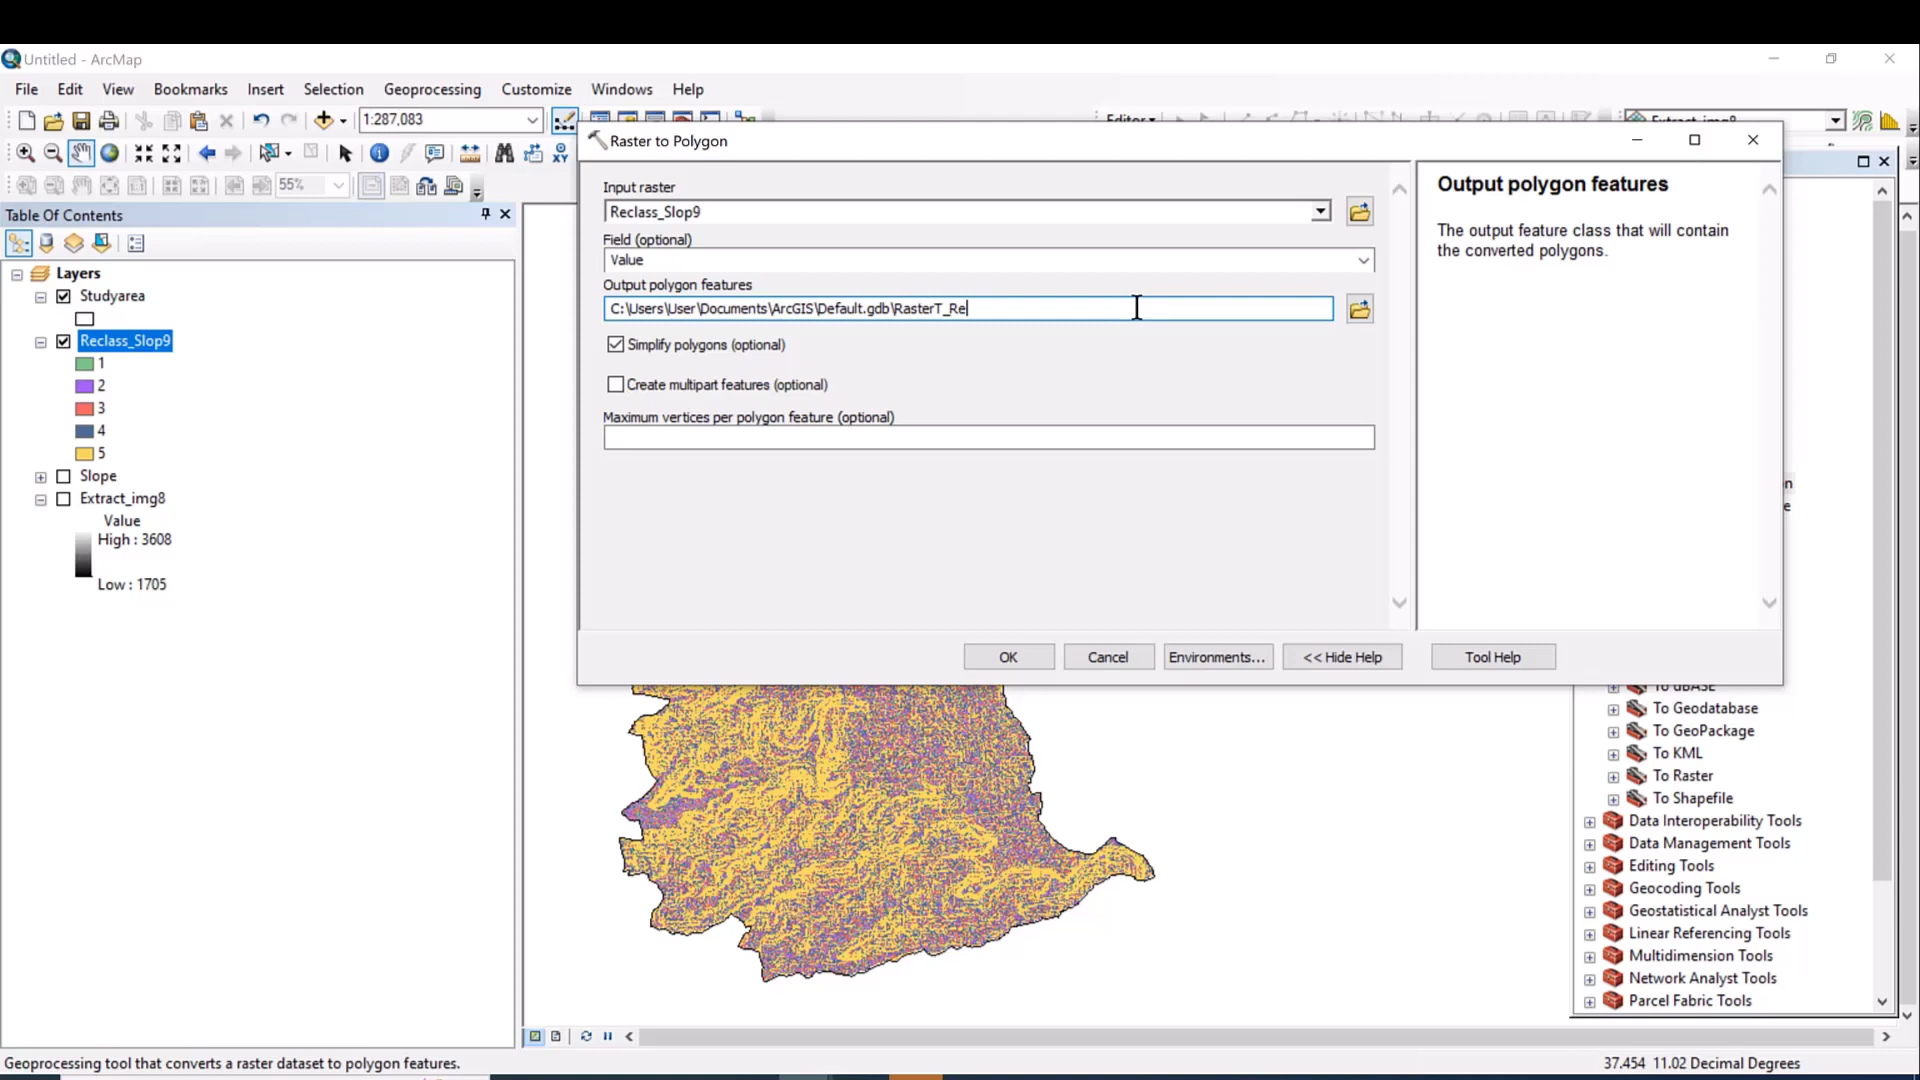 Untitled - ArcMap
File Edit View Bookmarks Insert Selection Geoprocessing Customize Windows Help
1:287,083
55%
Table Of Contents
Layers
Studyarea
Reclass_Slop9
1
2
3
4
5
Slope
Extract_img8
Value
High : 3608
Low : 1705
Raster to Polygon
Input raster
Reclass_Slop9
Field (optional)
Value
Output polygon features
C:\Users\User\Documents\ArcGIS\Default.gdb\RasterT_Re
Simplify polygons (optional)
Create multipart features (optional)
Maximum vertices per polygon feature (optional)
OK Cancel Environments... << Hide Help Tool Help
Output polygon features
The output feature class that will contain
the converted polygons.
To dBASE
To Geodatabase
To GeoPackage
To KML
To Raster
To Shapefile
Data Interoperability Tools
Data Management Tools
Editing Tools
Geocoding Tools
Geostatistical Analyst Tools
Linear Referencing Tools
Multidimension Tools
Network Analyst Tools
Parcel Fabric Tools
Geoprocessing tool that converts a raster dataset to polygon features.
37.454 11.02 Decimal Degrees